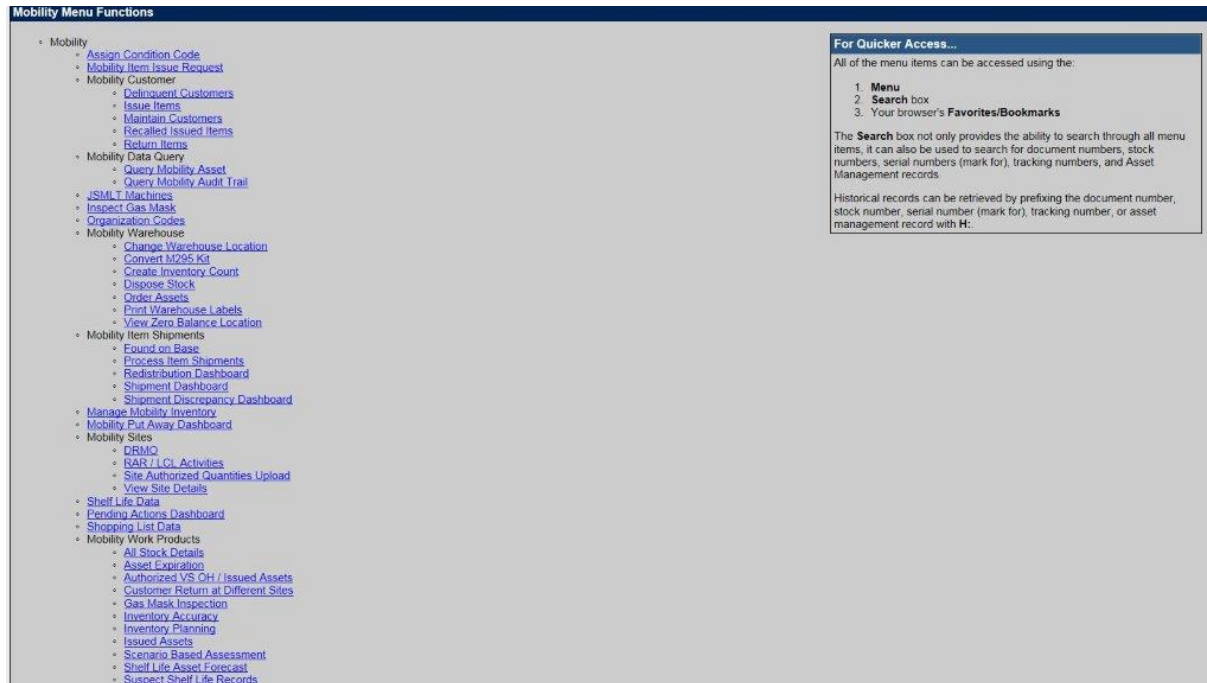 Mobility Menu Functions
Mobility
Assign Condition Code
Mobility Item Issue Request
Mobility Customer
Delinquent Customers
Issue Items
Maintain Customers
Recalled Issued Items
Return Items
Mobility Data Query
Query Mobility Asset
Query Mobility Audit Trail
JSMLT Machines
Inspect Gas Mask
Organization Codes
Mobility Warehouse
Change Warehouse Location
Convert M295 Kit
Create Inventory Count
Dispose Stock
Order Assets
Print Warehouse Labels
View Zero Balance Location
Mobility Item Shipments
Found on Base
Process Item Shipments
Redistribution Dashboard
Shipment Dashboard
Shipment Discrepancy Dashboard
Manage Mobility Inventory
Mobility Put Away Dashboard
Mobility Sites
DRMO
RAR / LCL Activities
Site Authorized Quantities Upload
View Site Details
Shelf Life Data
Pending Actions Dashboard
Shopping List Data
Mobility Work Products
All Stock Details
Asset Expiration
Authorized VS OH / Issued Assets
Customer Return at Different Sites
Gas Mask Inspection
Inventory Accuracy
Inventory Planning
Issued Assets
Scenario Based Assessment
Shelf Life Asset Forecast
Suspect Shelf Life Records
For Quicker Access...
All of the menu items can be accessed using the:
1. Menu
2. Search box
3. Your browser's Favorites/Bookmarks
The Search box not only provides the ability to search through all menu
items, it can also be used to search for document numbers, stock
numbers, serial numbers (mark for), tracking numbers, and Asset
Management records.
Historical records can be retrieved by prefixing the document number,
stock number, serial number (mark for), tracking number, or asset
management record with H:.